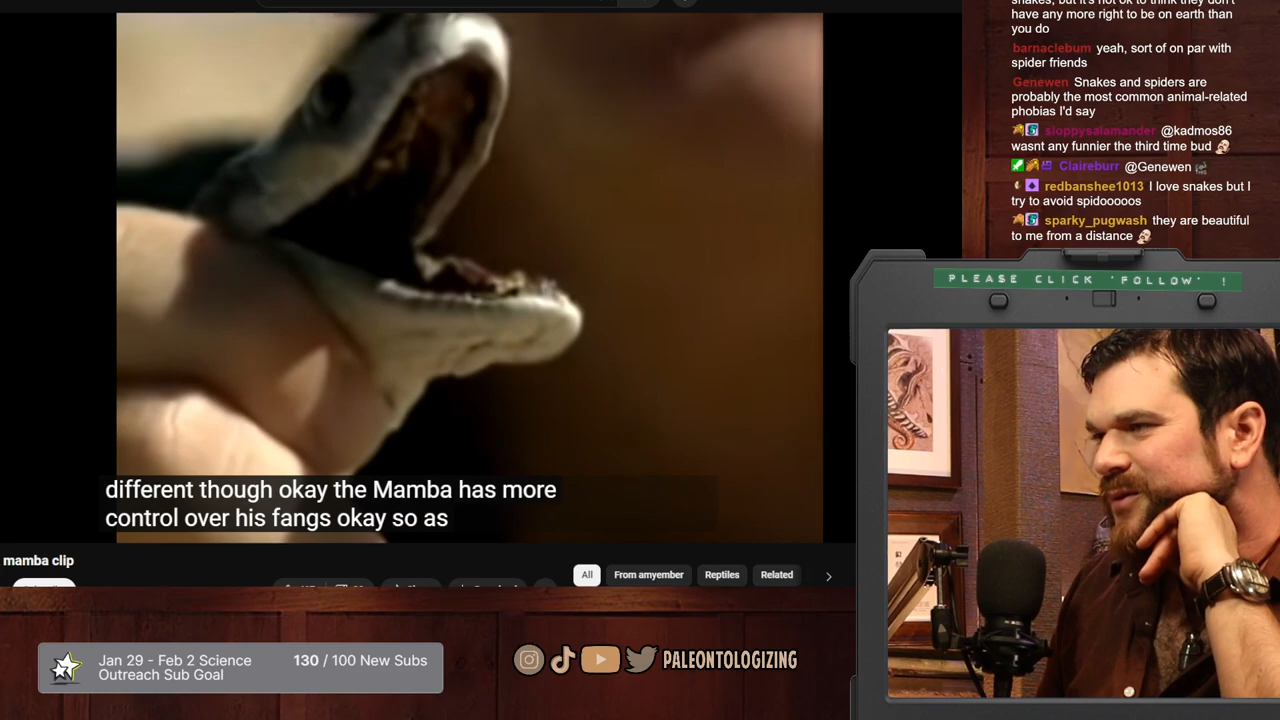 snakes, but it's not ok to think they don't
have any more right to be on earth than
you do
barnaclebum yeah, sort of on par with
spider friends
Genewen Snakes and spiders are
probably the most common animal-related
phobias I'd say
sloppysalamander @kadmos86
wasnt any funnier the third time bud
Claireburr @Genewen
redbanshee1013 I love snakes but I
try to avoid spidooooos
sparky_pugwash they are beautiful
to me from a distance
PLEASE CLICK 'FOLLOW' !
different though okay the Mamba has more
control over his fangs okay so as
mamba clip
All From amyember Reptiles Related
Jan 29 - Feb 2 Science 130 / 100 New Subs
Outreach Sub Goal
PALEONTOLOGIZING